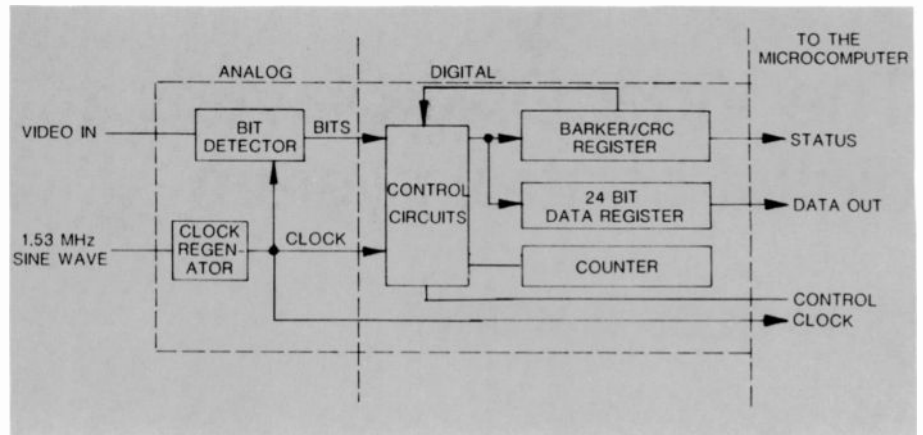 TO THE
MICROCOMPUTER
ANALOG
DIGITAL
VIDEO IN
BIT
DETECTOR
BITS
CONTROL
CIRCUITS
BARKER/CRC
REGISTER
STATUS
24 BIT
DATA REGISTER
DATA OUT
1.53 MHz
SINE WAVE
CLOCK
REGEN-
ATOR
CLOCK
COUNTER
CONTROL
CLOCK